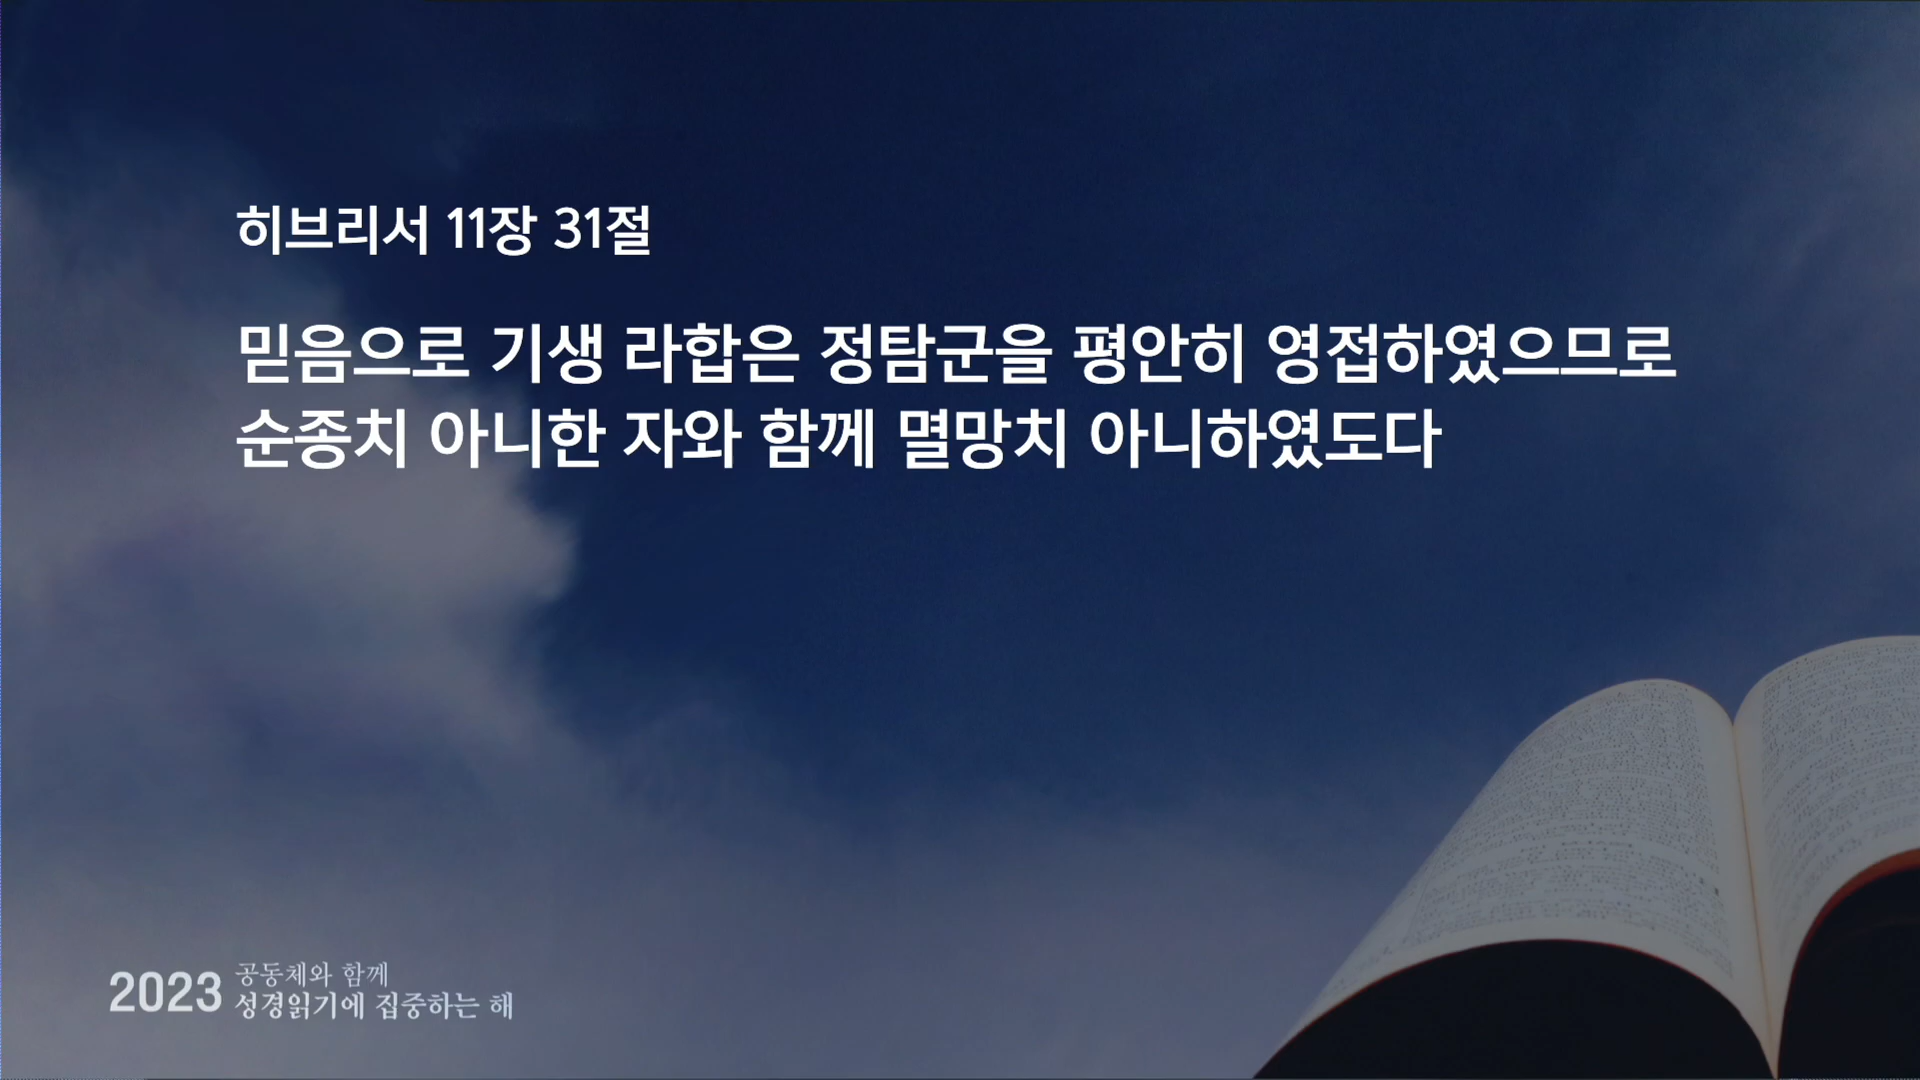 히브리서 11장 31절
믿음으로 기생 라합은 정탐군을 평안히 영접하였으므로
순종치 아니한 자와 함께 멸망치 아니하였도다
2023 공동체와 함께
성경읽기에 집중하는 해